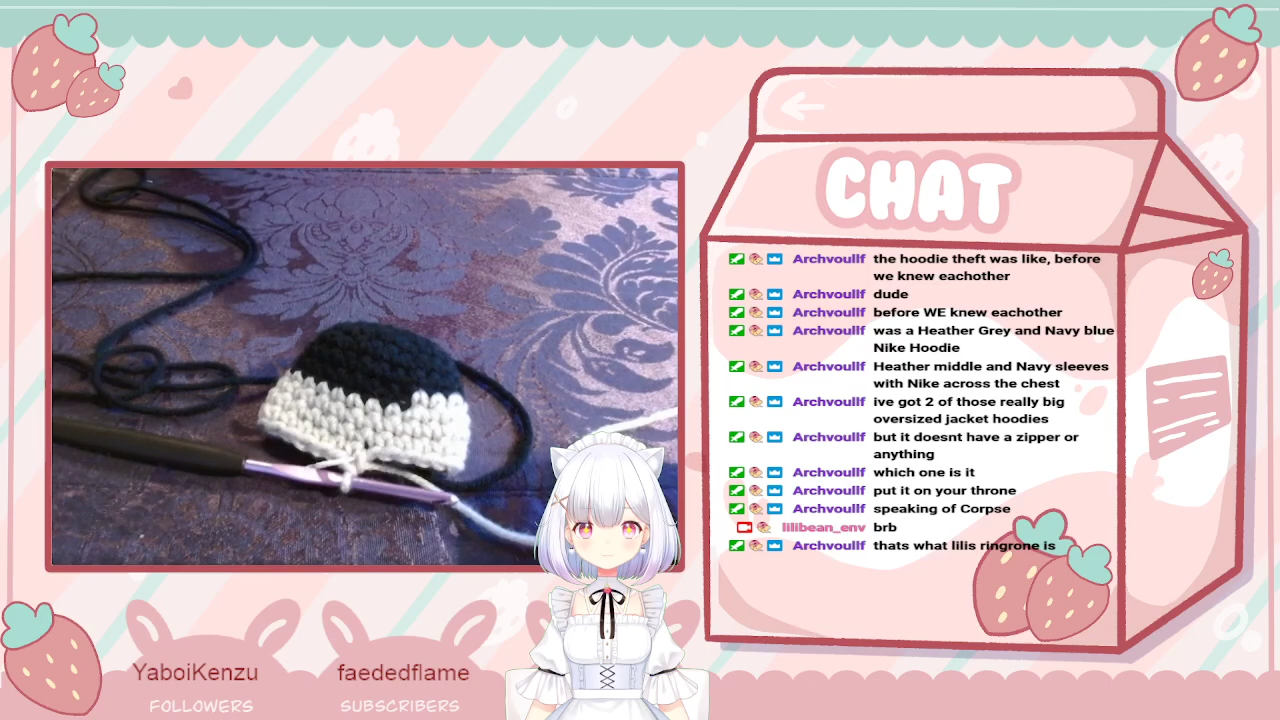 CHAT
Archvoullf the hoodie theft was like, before
we knew eachother
Archvoullf dude
Archvoullf before WE knew eachother
Archvoullf was a Heather Grey and Navy blue
Nike Hoodie
Archvoullf Heather middle and Navy sleeves
with Nike across the chest
Archvoullf ive got 2 of those really big
oversized jacket hoodies
Archvoullf but it doesnt have a zipper or
anything
Archvoullf which one is it
Archvoullf put it on your throne
Archvoullf speaking of Corpse
lilibean_env brb
Archvoullf thats what lilis ringrone is
YaboiKenzu
FOLLOWERS
faededflame
SUBSCRIBERS